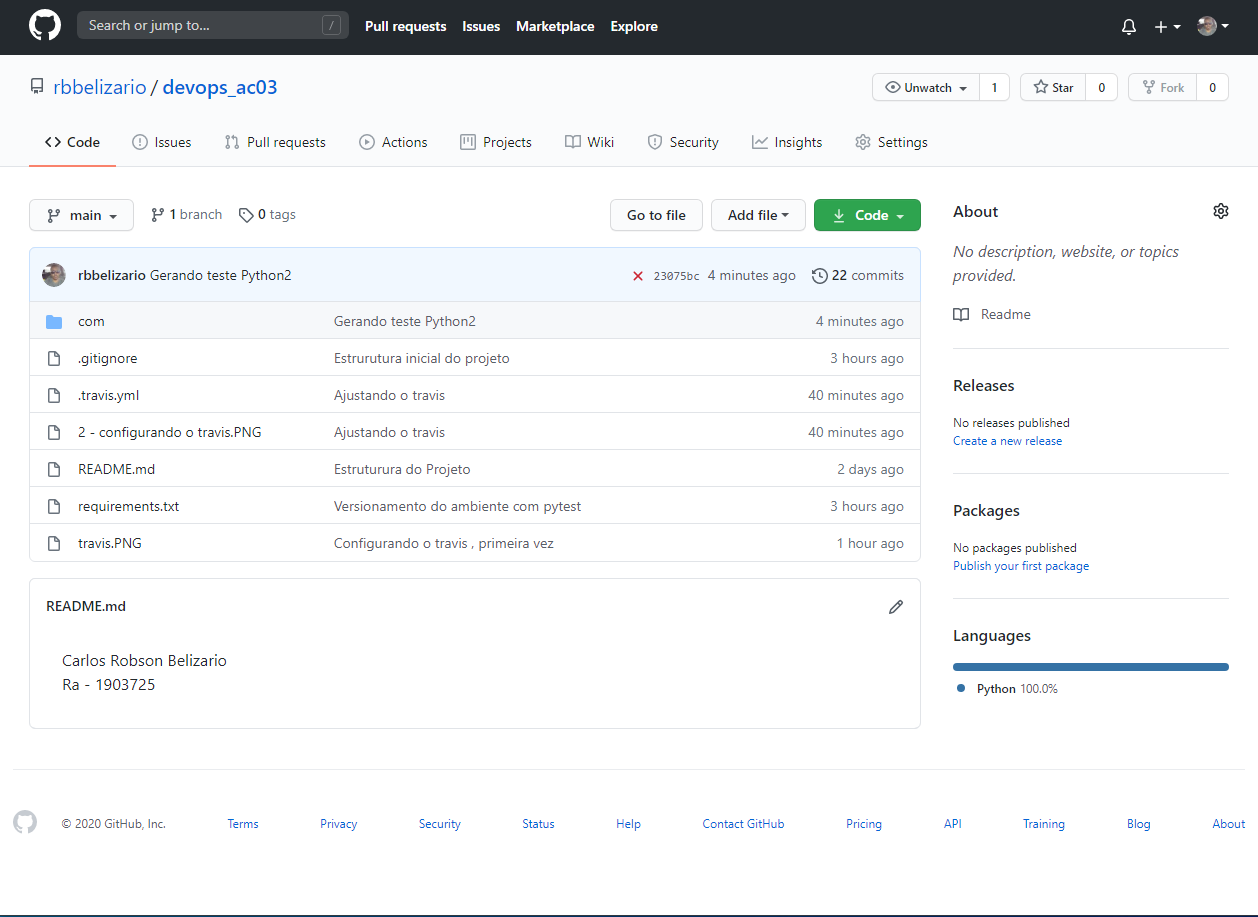 Search or jump to... /
Pull requests Issues Marketplace Explore
rbbelizario / devops_ac03
Unwatch 1 Star 0 Fork 0
Code Issues Pull requests Actions Projects Wiki Security Insights Settings
main 1 branch 0 tags
Go to file Add file Code
rbbelizario Gerando teste Python2 23075bc 4 minutes ago 22 commits
com Gerando teste Python2 4 minutes ago
.gitignore Estrurutura inicial do projeto 3 hours ago
.travis.yml Ajustando o travis 40 minutes ago
2 - configurando o travis.PNG Ajustando o travis 40 minutes ago
README.md Estruturura do Projeto 2 days ago
requirements.txt Versionamento do ambiente com pytest 3 hours ago
travis.PNG Configurando o travis , primeira vez 1 hour ago
README.md
Carlos Robson Belizario
Ra - 1903725
About
No description, website, or topics
provided.
Readme
Releases
No releases published
Create a new release
Packages
No packages published
Publish your first package
Languages
Python 100.0%
© 2020 GitHub, Inc. Terms Privacy Security Status Help Contact GitHub Pricing API Training Blog About